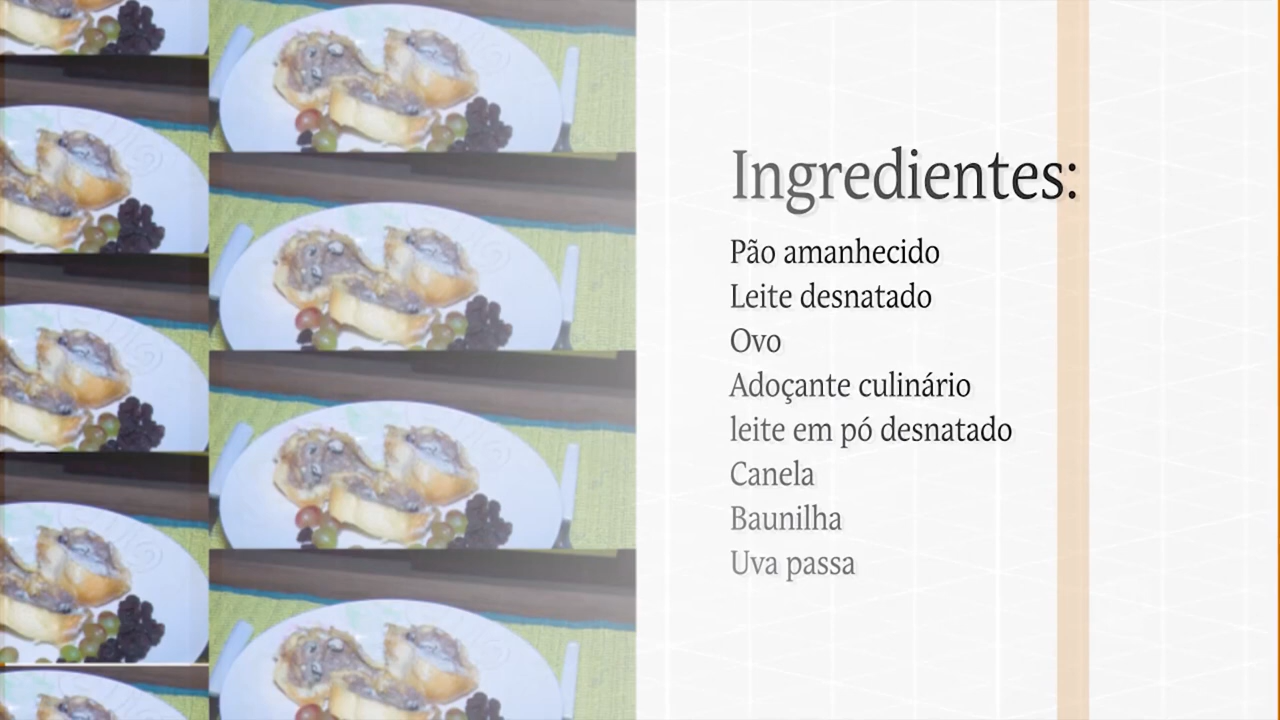 Ingredientes:
Pão amanhecido
Leite desnatado
Ovo
Adoçante culinário
leite em pó desnatado
Canela
Baunilha
Uva passa